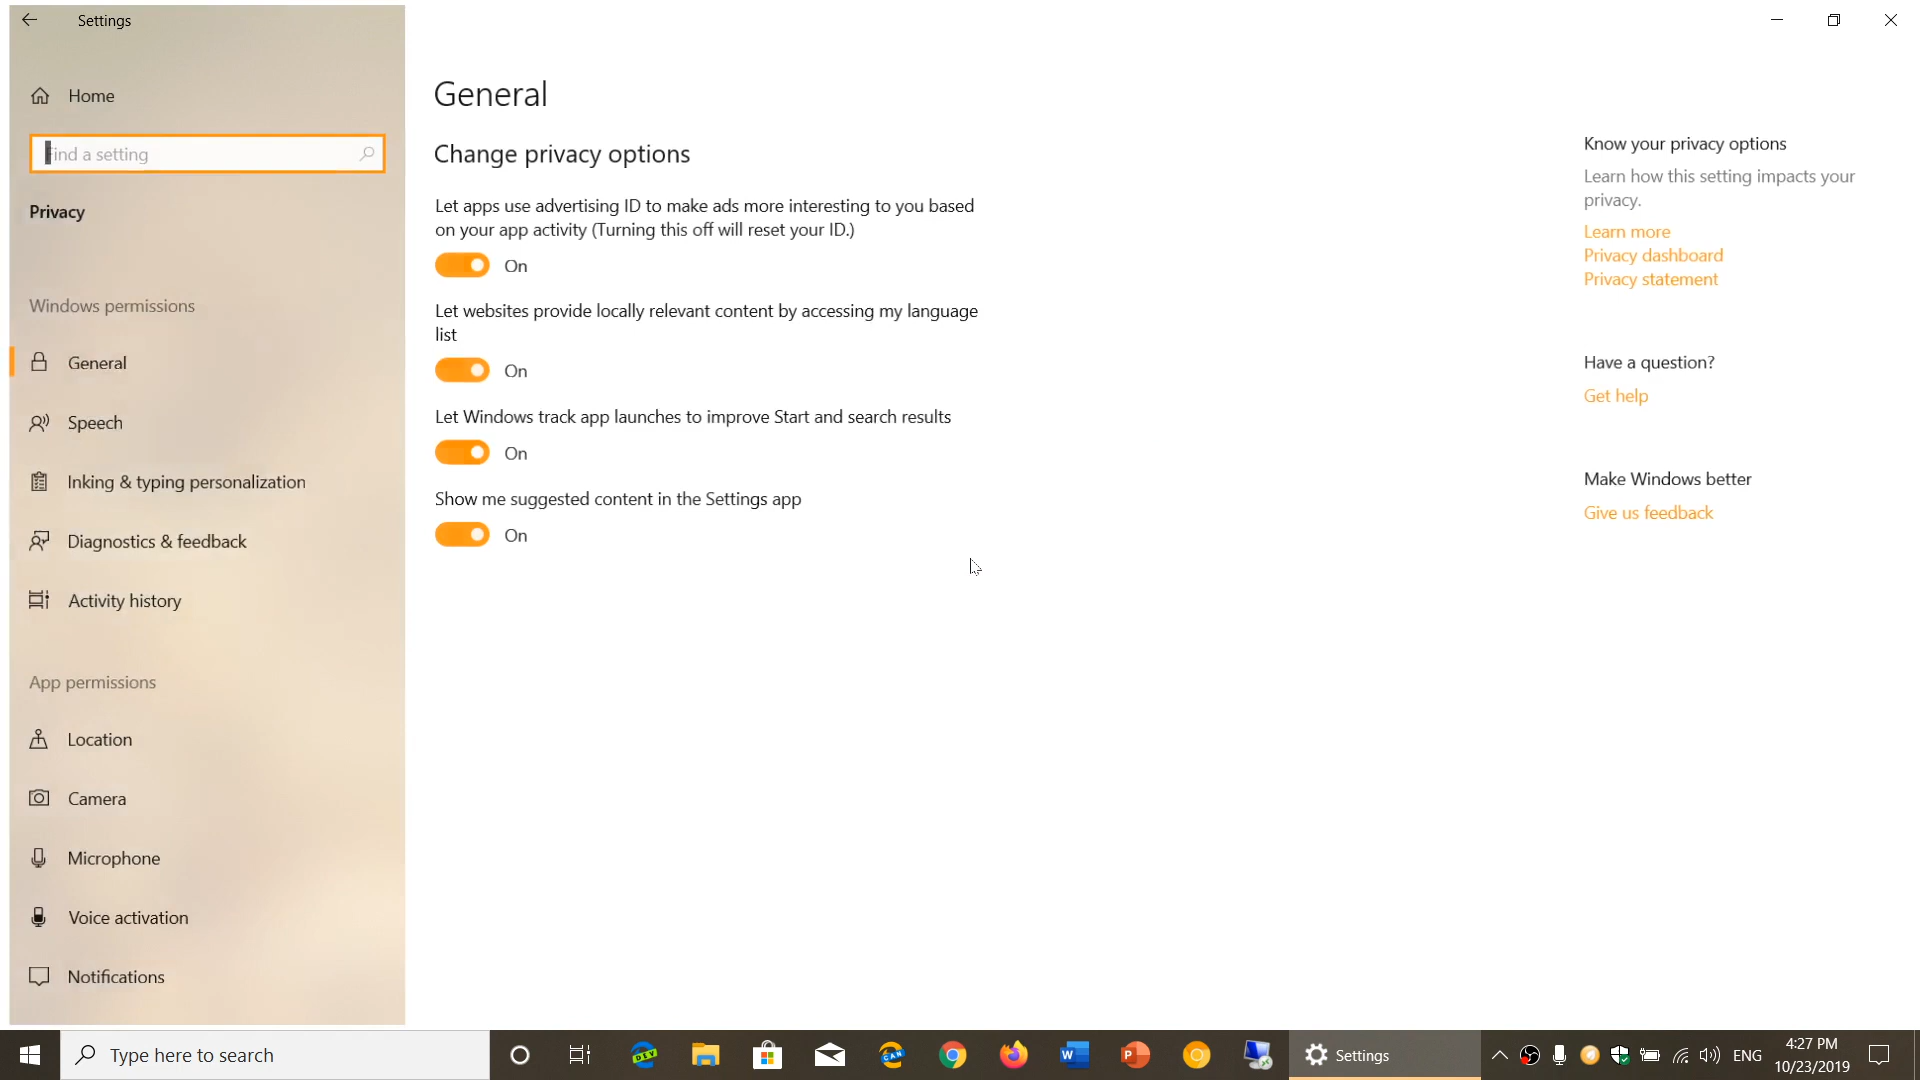 Settings
Home
Find a setting
Privacy
Windows permissions
General
Speech
Inking & typing personalization
Diagnostics & feedback
Activity history
App permissions
Location
Camera
Microphone
Voice activation
Notifications
General
Change privacy options
Let apps use advertising ID to make ads more interesting to you based
on your app activity (Turning this off will reset your ID.)
On
Let websites provide locally relevant content by accessing my language
list
On
Let Windows track app launches to improve Start and search results
On
Show me suggested content in the Settings app
On
Know your privacy options
Learn how this setting impacts your
privacy.
Learn more
Privacy dashboard
Privacy statement
Have a question?
Get help
Make Windows better
Give us feedback
Type here to search
DEV
CAN
W
P
Settings
ENG
4:27 PM
10/23/2019